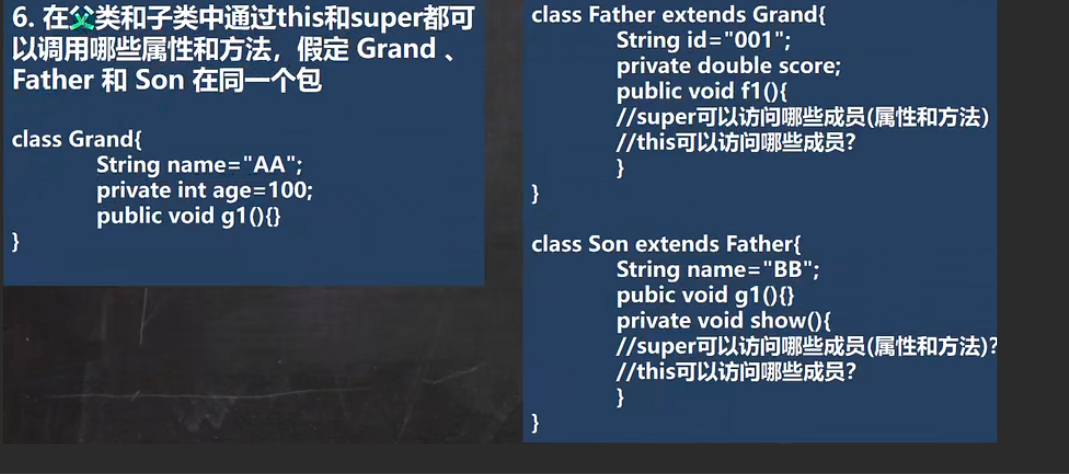 6. 在父类和子类中通过this和super都可
以调用哪些属性和方法，假定 Grand 、
Father 和 Son 在同一个包
class Grand{
String name="AA";
private int age=100;
public void g1(){}
}
class Father extends Grand{
String id="001";
private double score;
public void f1(){
//super可以访问哪些成员(属性和方法)
//this可以访问哪些成员?
}
}
class Son extends Father{
String name="BB";
pubic void g1(){}
private void show(){
//super可以访问哪些成员(属性和方法)?
//this可以访问哪些成员?
}
}